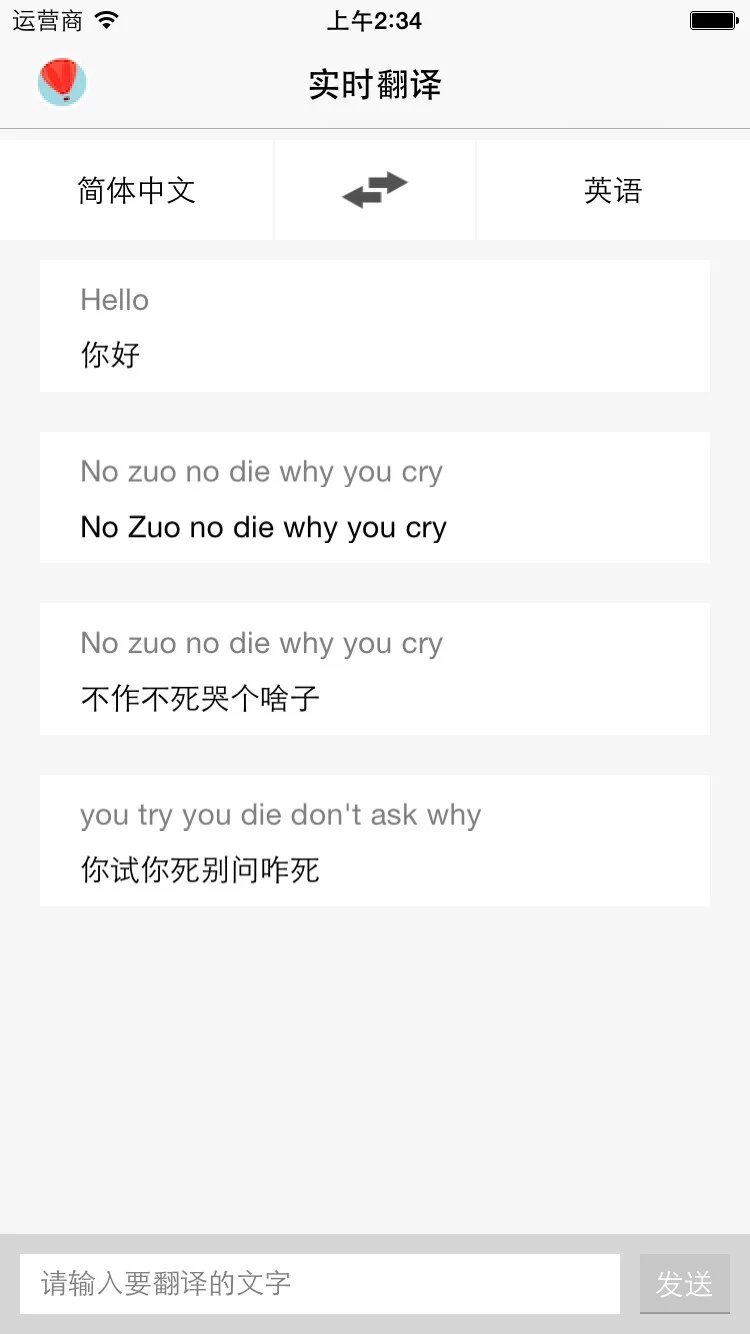 运营商
上午2:34
实时翻译
简体中文
英语
Hello
你好
No zuo no die why you cry
No Zuo no die why you cry
No zuo no die why you cry
不作不死哭个啥子
you try you die don't ask why
你试你死别问咋死
请输入要翻译的文字
发送